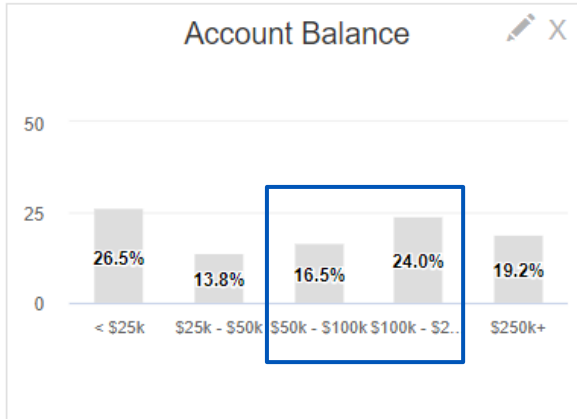 Account Balance X
50
25
0
26.5%
13.8%
16.5%
24.0%
19.2%
< $25k
$25k - $50k
$50k - $100k
$100k - $2..
$250k+